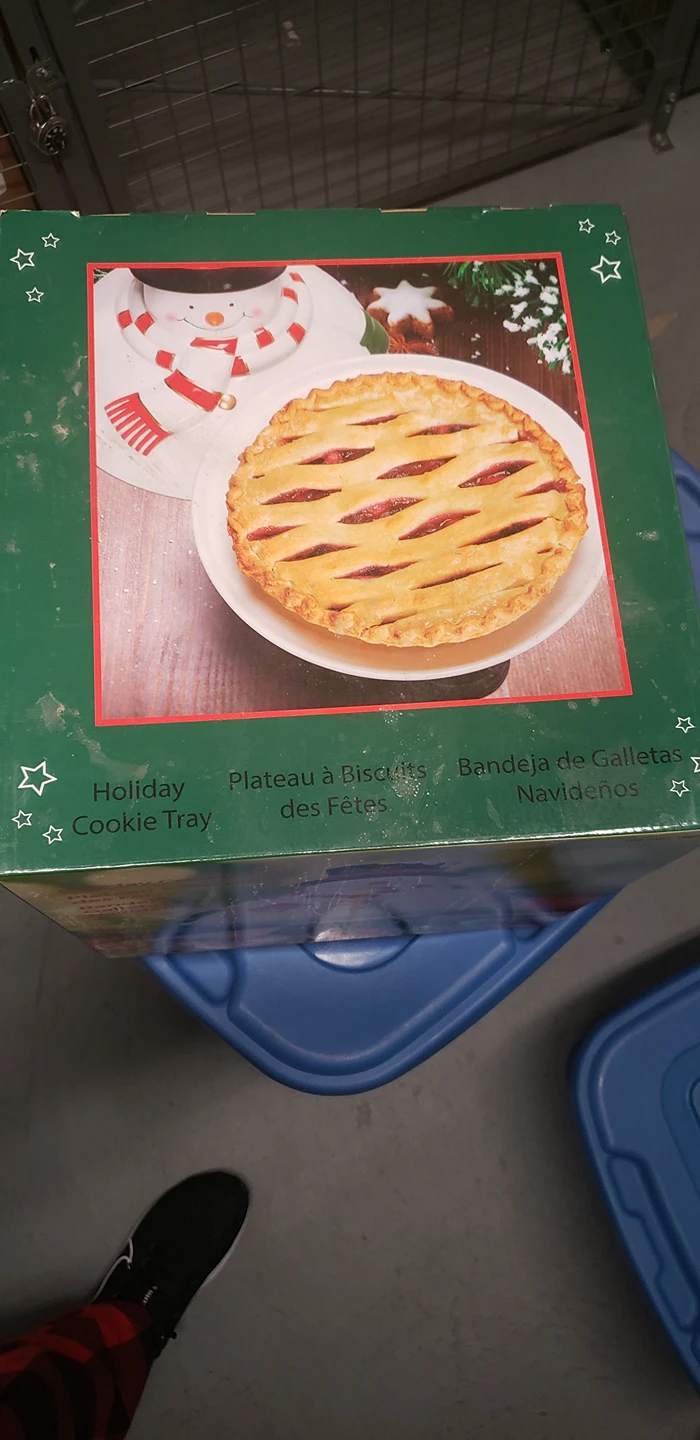 Holiday
Cookie Tray
Plateau à Biscuits
des Fêtes
Bandeja de Galletas
Navideños